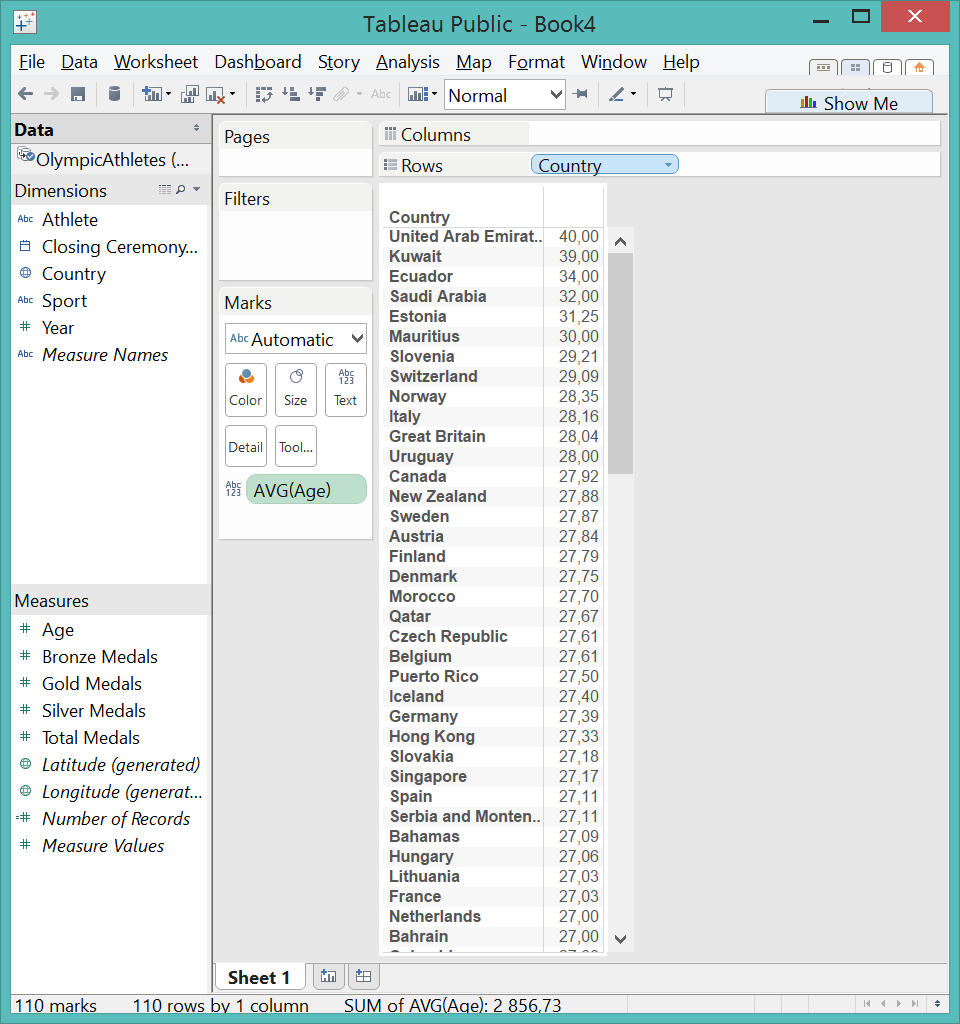 Tableau Public - Book4
File Data Worksheet Dashboard Story Analysis Map Format Window Help
Abc Normal
Show Me
Data
OlympicAthletes (...
Dimensions
Abc Athlete
Closing Ceremony...
Country
Abc Sport
# Year
Abc Measure Names
Measures
# Age
# Bronze Medals
# Gold Medals
# Silver Medals
# Total Medals
Latitude (generated)
Longitude (generat...
=# Number of Records
# Measure Values
Pages
Filters
Marks
Abc Automatic
Color
Size
Abc
123
Text
Detail
Tool...
Abc
123
AVG(Age)
Columns
Rows Country
Country
United Arab Emirat.. 40,00
Kuwait 39,00
Ecuador 34,00
Saudi Arabia 32,00
Estonia 31,25
Mauritius 30,00
Slovenia 29,21
Switzerland 29,09
Norway 28,35
Italy 28,16
Great Britain 28,04
Uruguay 28,00
Canada 27,92
New Zealand 27,88
Sweden 27,87
Austria 27,84
Finland 27,79
Denmark 27,75
Morocco 27,70
Qatar 27,67
Czech Republic 27,61
Belgium 27,61
Puerto Rico 27,50
Iceland 27,40
Germany 27,39
Hong Kong 27,33
Slovakia 27,18
Singapore 27,17
Spain 27,11
Serbia and Monten.. 27,11
Bahamas 27,09
Hungary 27,06
Lithuania 27,03
France 27,03
Netherlands 27,00
Bahrain 27,00
Sheet 1
110 marks 110 rows by 1 column SUM of AVG(Age): 2 856,73